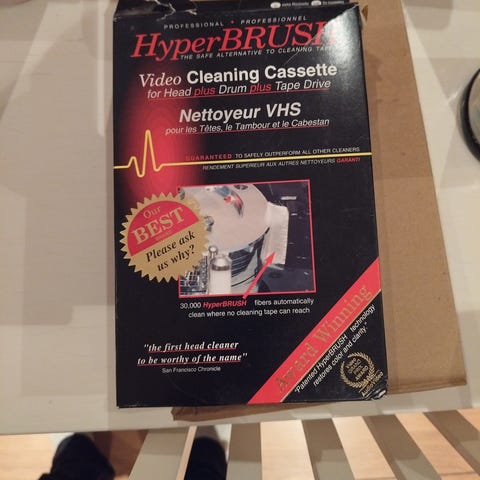 PROFESSIONAL • PROFESSIONNEL
HyperBRUSH
THE SAFE ALTERNATIVE TO CLEANING TAPE
Video Cleaning Cassette
for Head plus Drum plus Tape Drive
Nettoyeur VHS
pour les Têtes, le Tambour et le Cabestan
GUARANTEED TO SAFELY OUTPERFORM ALL OTHER CLEANERS
RENDEMENT SUPERIEUR AUX AUTRES NETTOYEURS GARANTI
Our
BEST
Please ask
us why?
30,000 HyperBRUSH fibers automatically
clean where no cleaning tape can reach
"the first head cleaner
to be worthy of the name"
San Francisco Chronicle
Award Winning
"Patented HyperBRUSH technology
restores color and clarity."